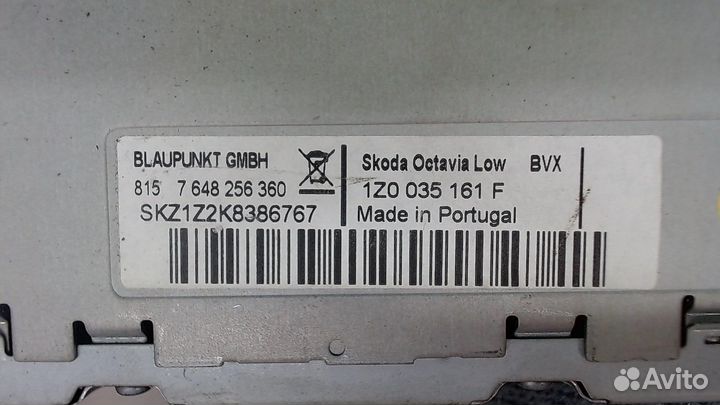 BLAUPUNKT GMBH
815 7 648 256 360
SKZ1Z2K8386767
Skoda Octavia Low BVX
1Z0 035 161 F
Made in Portugal
Avito